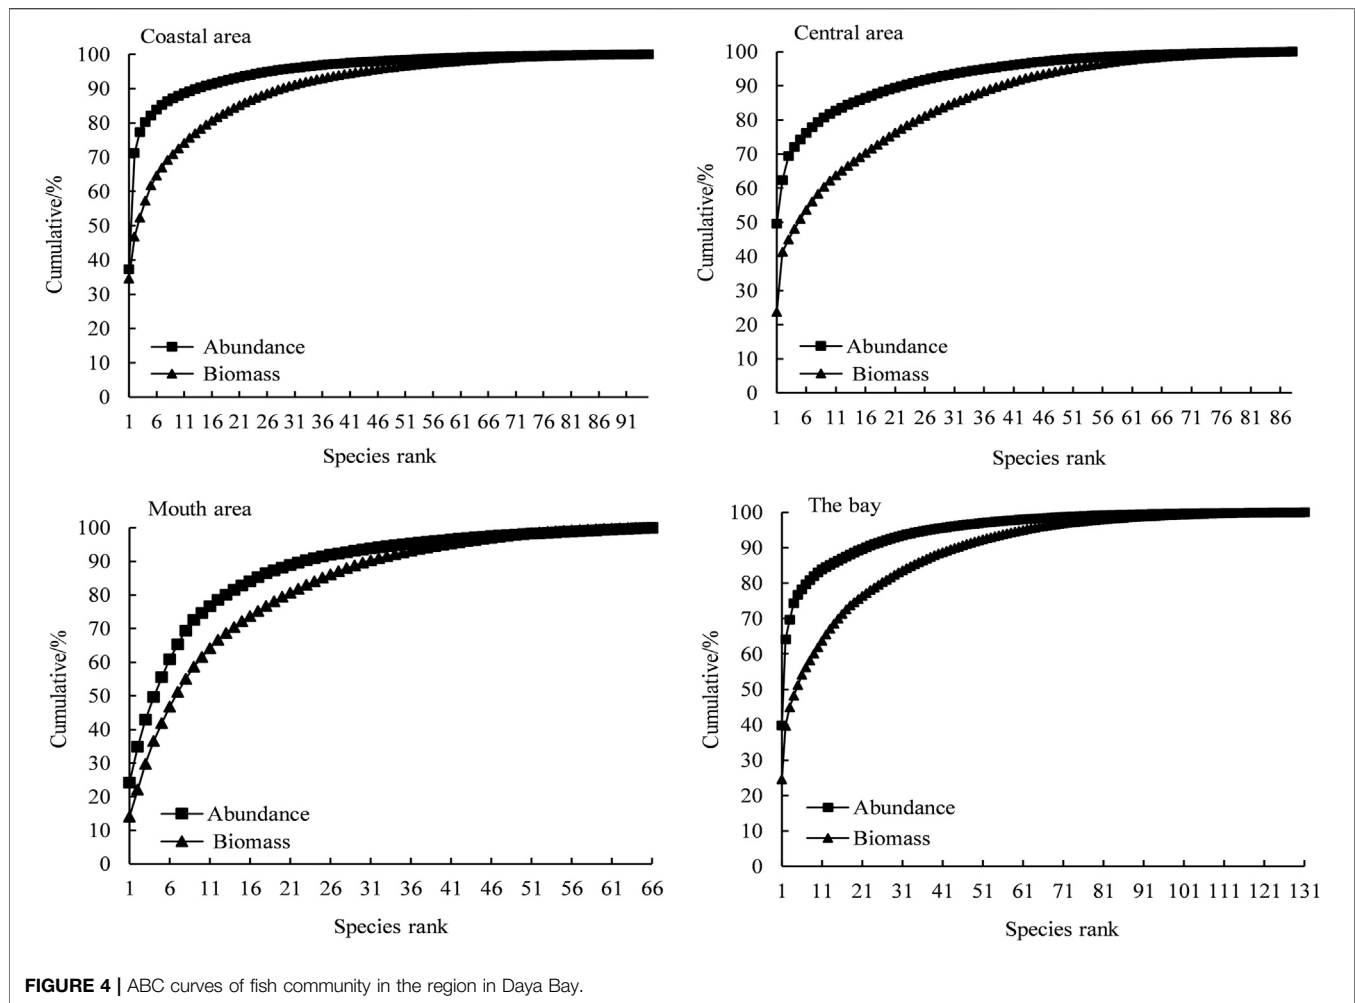 Coastal area
100
90
80
70
60
50
40
30
20
10
0
Cumulative/%
Abundance
Biomass
1 6 11 16 21 26 31 36 41 46 51 56 61 66 71 76 81 86 91
Species rank
Central area
100
90
80
70
60
50
40
30
20
10
0
Cumulative/%
Abundance
Biomass
1 6 11 16 21 26 31 36 41 46 51 56 61 66 71 76 81 86
Species rank
Mouth area
100
90
80
70
60
50
40
30
20
10
0
Cumulative/%
Abundance
Biomass
1 6 11 16 21 26 31 36 41 46 51 56 61 66
Species rank
The bay
100
90
80
70
60
50
40
30
20
10
0
Cumulative/%
Abundance
Biomass
1 11 21 31 41 51 61 71 81 91 101 111 121 131
Species rank
FIGURE 4 | ABC curves of fish community in the region in Daya Bay.